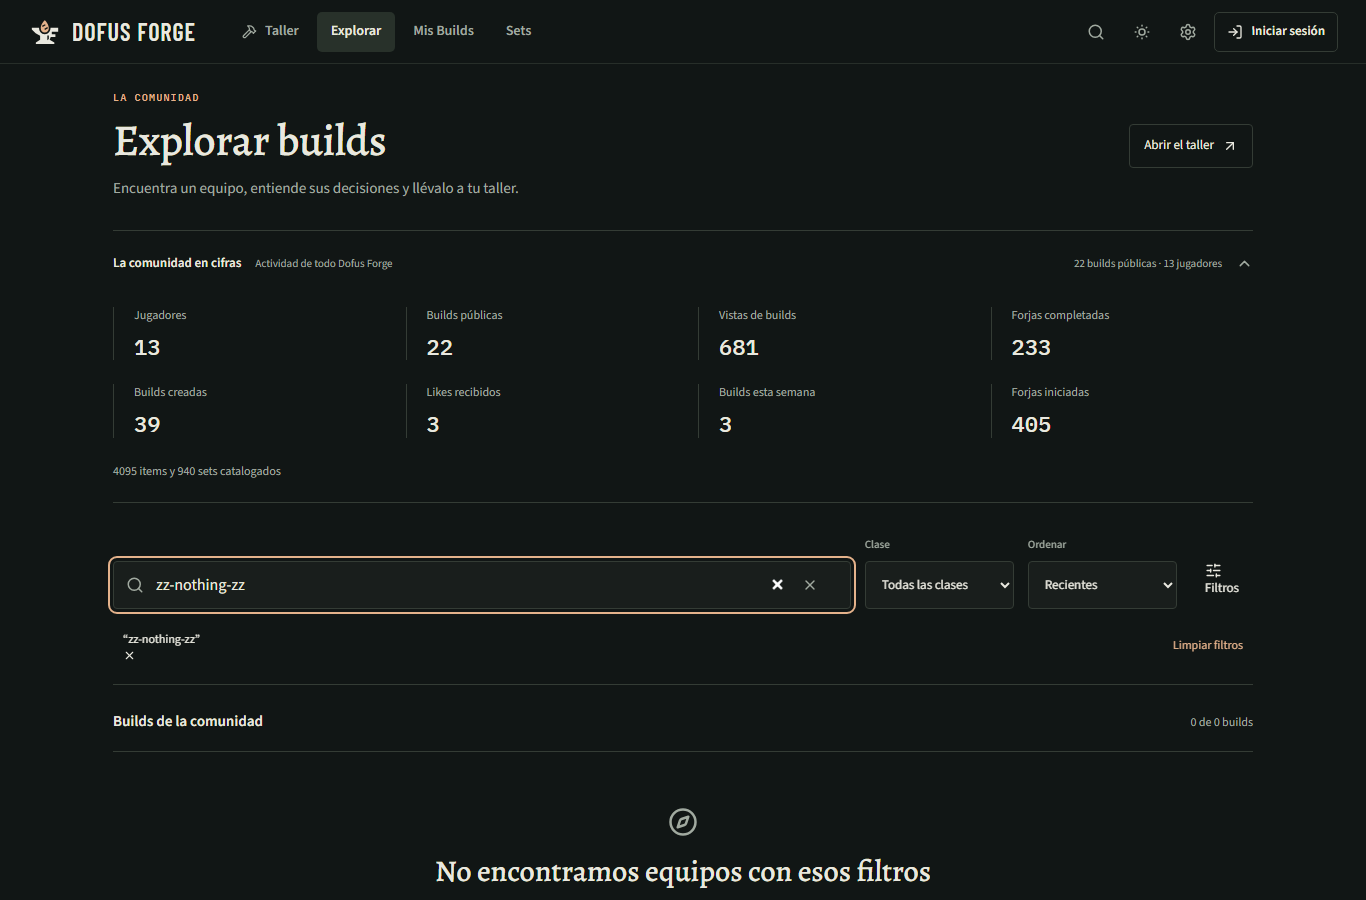 DOFUS FORGE
Taller
Explorar
Mis Builds
Sets
Iniciar sesión
LA COMUNIDAD
Explorar builds
Abrir el taller
Encuentra un equipo, entiende sus decisiones y llévalo a tu taller.
La comunidad en cifras
Actividad de todo Dofus Forge
22 builds públicas · 13 jugadores
Jugadores
13
Builds públicas
22
Vistas de builds
681
Forjas completadas
233
Builds creadas
39
Likes recibidos
3
Builds esta semana
3
Forjas iniciadas
405
4095 items y 940 sets catalogados
Clase
Ordenar
zz-nothing-zz
Todas las clases
Recientes
Filtros
“zz-nothing-zz”
Limpiar filtros
Builds de la comunidad
0 de 0 builds
No encontramos equipos con esos filtros